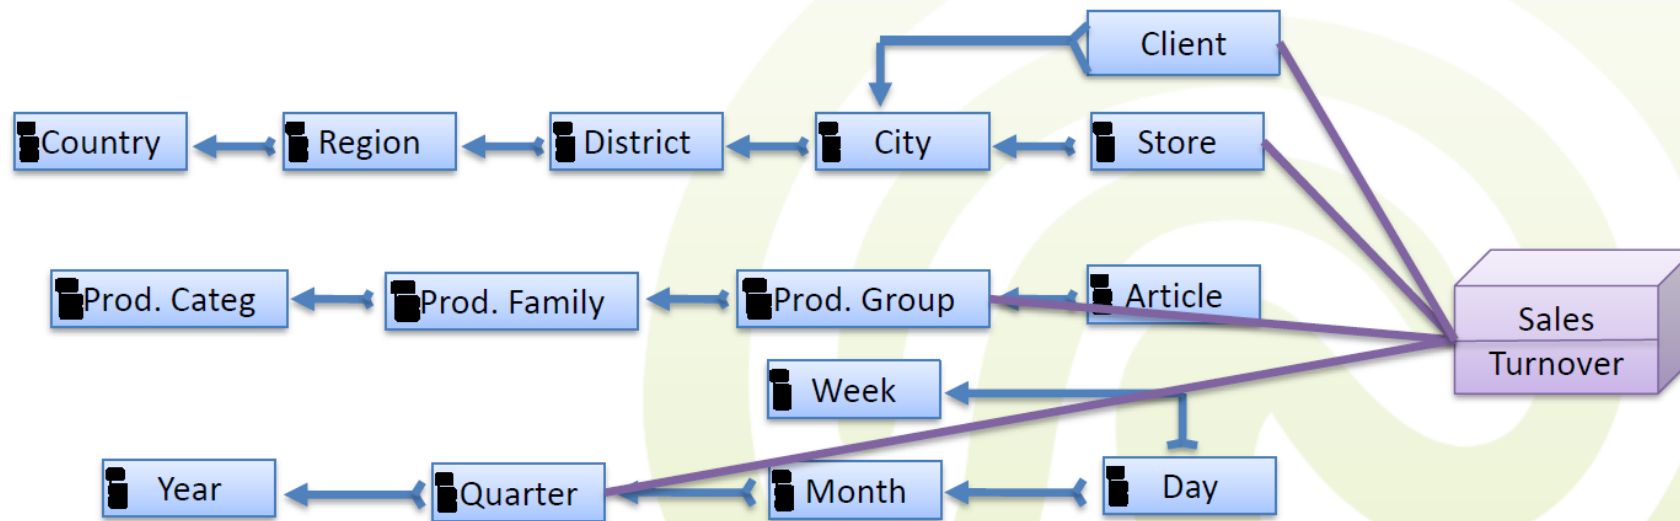 Client
Country
Region
District
City
Store
Prod. Categ
Prod. Family
Prod. Group
Article
Sales
Turnover
Week
Year
Quarter
Month
Day